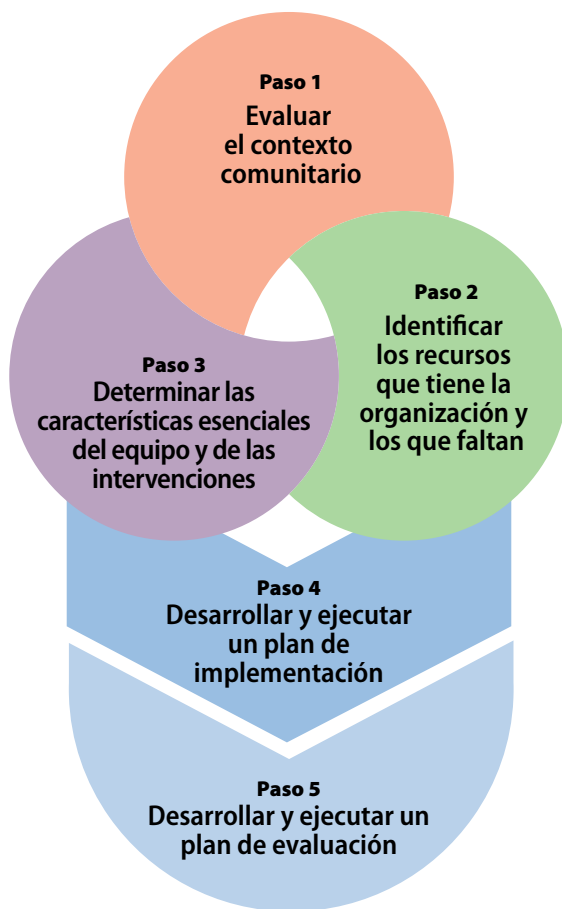 Paso 1
Evaluar
el contexto
comunitario
Paso 2
Identificar
los recursos
que tiene la
organización y
los que faltan
Paso 3
Determinar las
características esenciales
del equipo y de las
intervenciones
Paso 4
Desarrollar y ejecutar
un plan de
implementación
Paso 5
Desarrollar y ejecutar un
plan de evaluación